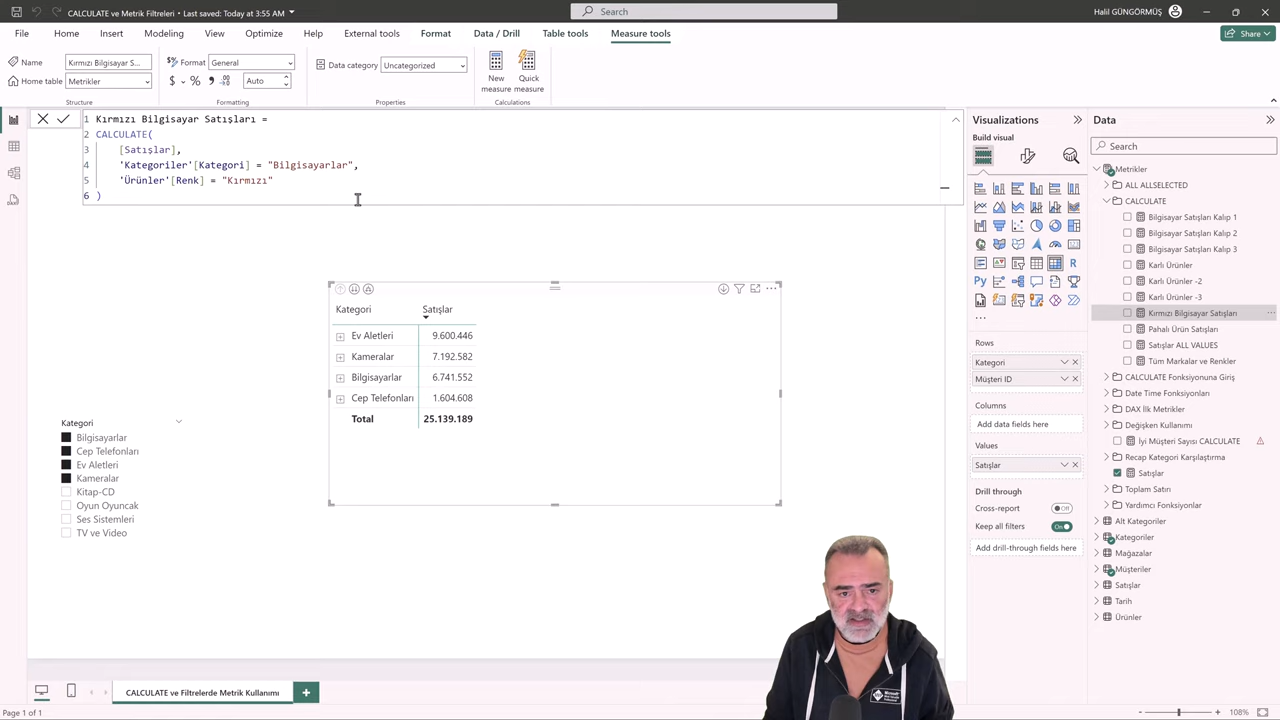 CALCULATE ve Metrik Filtreleri • Last saved: Today at 3:55 AM
Search
Halil GÜNGÖRMÜŞ
File
Home
Insert
Modeling
View
Optimize
Help
External tools
Format
Data / Drill
Table tools
Measure tools
Share
Name
Kırmızı Bilgisayar S...
Home table
Metrikler
Structure
Format
General
$
%
Auto
Formatting
Data category
Uncategorized
Properties
New measure
Quick measure
Calculations
1 Kırmızı Bilgisayar Satışları =
2 CALCULATE(
3 [Satışlar],
4 'Kategoriler'[Kategori] = "Bilgisayarlar",
5 'Ürünler'[Renk] = "Kırmızı"
6 )
Kategori
Bilgisayarlar
Cep Telefonları
Ev Aletleri
Kameralar
Kitap-CD
Oyun Oyuncak
Ses Sistemleri
TV ve Video
Kategori Satışlar
Ev Aletleri 9.600.446
Kameralar 7.192.582
Bilgisayarlar 6.741.552
Cep Telefonları 1.604.608
Total 25.139.189
Visualizations
Build visual
Rows
Kategori
Müşteri ID
Columns
Add data fields here
Values
Satışlar
Drill through
Cross-report
Off
Keep all filters
On
Add drill-through fields here
Data
Search
Metrikler
ALL ALLSELECTED
CALCULATE
Bilgisayar Satışları Kalıp 1
Bilgisayar Satışları Kalıp 2
Bilgisayar Satışları Kalıp 3
Karlı Ürünler
Karlı Ürünler -2
Karlı Ürünler -3
Kırmızı Bilgisayar Satışları
Pahalı Ürün Satışları
Satışlar ALL VALUES
Tüm Markalar ve Renkler
CALCULATE Fonksiyonuna Giriş
Date Time Fonksiyonları
DAX İlk Metrikler
Değişken Kullanımı
İyi Müşteri Sayısı CALCULATE
Recap Kategori Karşılaştırma
Satışlar
Toplam Satırı
Yardımcı Fonksiyonlar
Alt Kategoriler
Kategoriler
Mağazalar
Müşteriler
Satışlar
Tarih
Ürünler
CALCULATE ve Filtrelerde Metrik Kullanımı
Page 1 of 1
108%